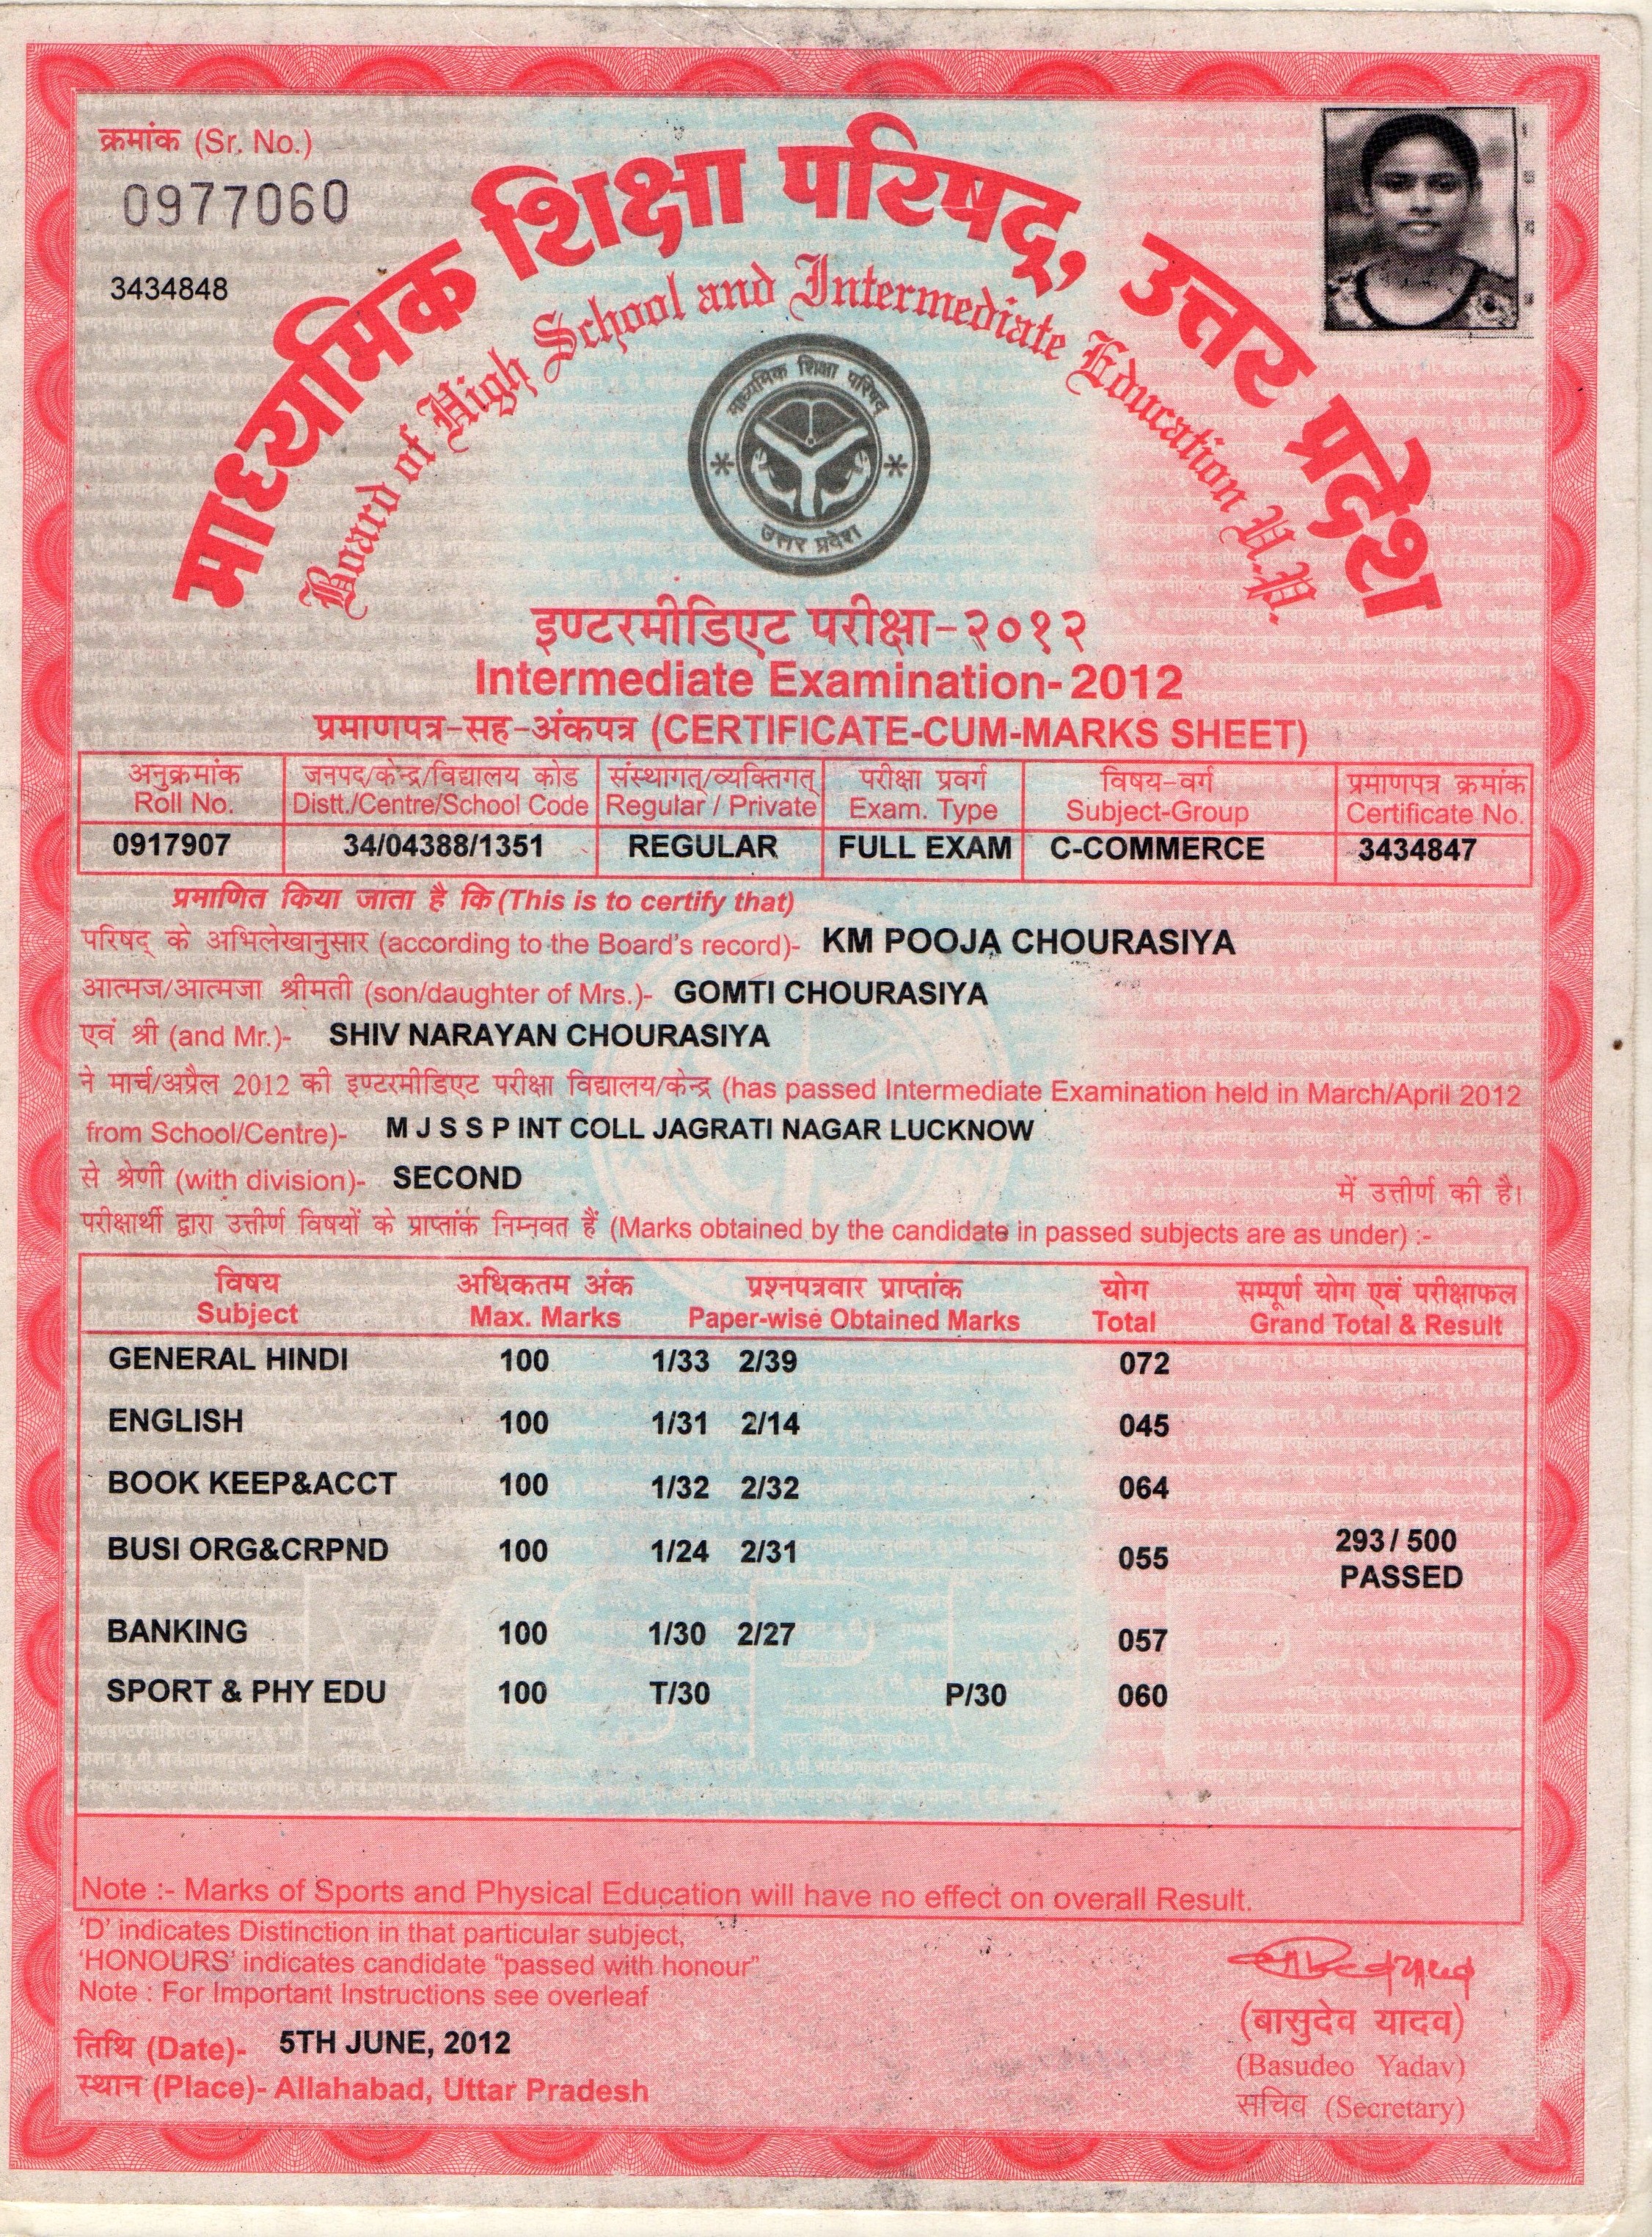 क्रमांक (Sr. No.)
0977060
3434848
माध्यमिक शिक्षा परिषद्, उत्तर प्रदेश
Board of High School and Intermediate Education U.P.
माध्यमिक शिक्षा परिषद
उत्तर प्रदेश
इण्टरमीडिएट परीक्षा-२०१२
Intermediate Examination- 2012
प्रमाणपत्र-सह-अंकपत्र (CERTIFICATE-CUM-MARKS SHEET)
अनुक्रमांक जनपद/केन्द्र/विद्यालय कोड संस्थागत्/व्यक्तिगत् परीक्षा प्रवर्ग विषय-वर्ग प्रमाणपत्र क्रमांक
Roll No. Distt./Centre/School Code Regular / Private Exam. Type Subject-Group Certificate No.
0917907 34/04388/1351 REGULAR FULL EXAM C-COMMERCE 3434847
प्रमाणित किया जाता है कि (This is to certify that)
परिषद् के अभिलेखानुसार (according to the Board's record)- KM POOJA CHOURASIYA
आत्मज/आत्मजा श्रीमती (son/daughter of Mrs.)- GOMTI CHOURASIYA
एवं श्री (and Mr.)- SHIV NARAYAN CHOURASIYA
ने मार्च/अप्रैल 2012 की इण्टरमीडिएट परीक्षा विद्यालय/केन्द्र (has passed Intermediate Examination held in March/April 2012
from School/Centre)- M J S S P INT COLL JAGRATI NAGAR LUCKNOW
से श्रेणी (with division)- SECOND में उत्तीर्ण की है।
परीक्षार्थी द्वारा उत्तीर्ण विषयों के प्राप्तांक निम्नवत हैं (Marks obtained by the candidate in passed subjects are as under) :-
विषय अधिकतम अंक प्रश्नपत्रवार प्राप्तांक योग सम्पूर्ण योग एवं परीक्षाफल
Subject Max. Marks Paper-wise Obtained Marks Total Grand Total & Result
GENERAL HINDI 100 1/33 2/39 072
ENGLISH 100 1/31 2/14 045
BOOK KEEP&ACCT 100 1/32 2/32 064
BUSI ORG&CRPND 100 1/24 2/31 055 293 / 500
PASSED
BANKING 100 1/30 2/27 057
SPORT & PHY EDU 100 T/30 P/30 060
Note :- Marks of Sports and Physical Education will have no effect on overall Result.
'D' indicates Distinction in that particular subject,
'HONOURS' indicates candidate "passed with honour"
Note : For Important Instructions see overleaf
तिथि (Date)- 5TH JUNE, 2012
स्थान (Place)- Allahabad, Uttar Pradesh
(बासुदेव यादव)
(Basudeo Yadav)
सचिव (Secretary)